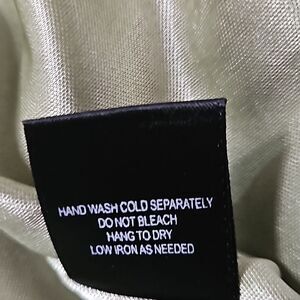 HAND WASH COLD SEPARATELY
DO NOT BLEACH
HANG TO DRY
LOW IRON AS NEEDED